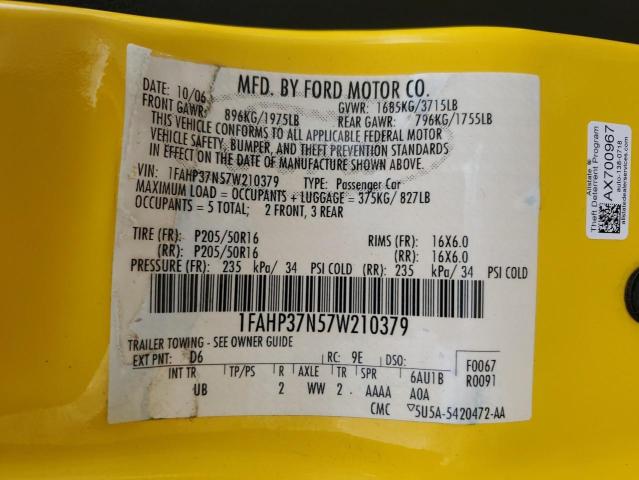 MFD. BY FORD MOTOR CO.
DATE: 10/06 GVWR: 1685KG/3715LB
FRONT GAWR: 896KG/1975LB REAR GAWR: 796KG/1755LB
THIS VEHICLE CONFORMS TO ALL APPLICABLE FEDERAL MOTOR
VEHICLE SAFETY, BUMPER, AND THEFT PREVENTION STANDARDS
IN EFFECT ON THE DATE OF MANUFACTURE SHOWN ABOVE.
VIN: 1FAHP37N57W210379 TYPE: Passenger Car
MAXIMUM LOAD = OCCUPANTS + LUGGAGE = 375KG/ 827LB
OCCUPANTS = 5 TOTAL; 2 FRONT, 3 REAR
TIRE (FR): P205/50R16 RIMS (FR): 16X6.0
(RR): P205/50R16 (RR): 16X6.0
PRESSURE (FR): 235 kPa/ 34 PSI COLD (RR): 235 kPa/ 34 PSI COLD
1FAHP37N57W210379
TRAILER TOWING - SEE OWNER GUIDE
EXT PNT: D6 RC: 9E DSO: F0067
INT TR TP/PS R AXLE TR SPR 6AU1B R0091
UB 2 WW 2 AAAA A0A
CMC ▽5U5A-5420472-AA
Allstate
Theft Deterrent Program
AX700967
auto-138-0718
allstatedealerservices.com